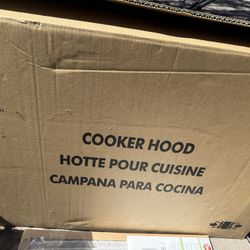 COOKER HOOD
HOTTE POUR CUISINE
CAMPANA PARA COCINA